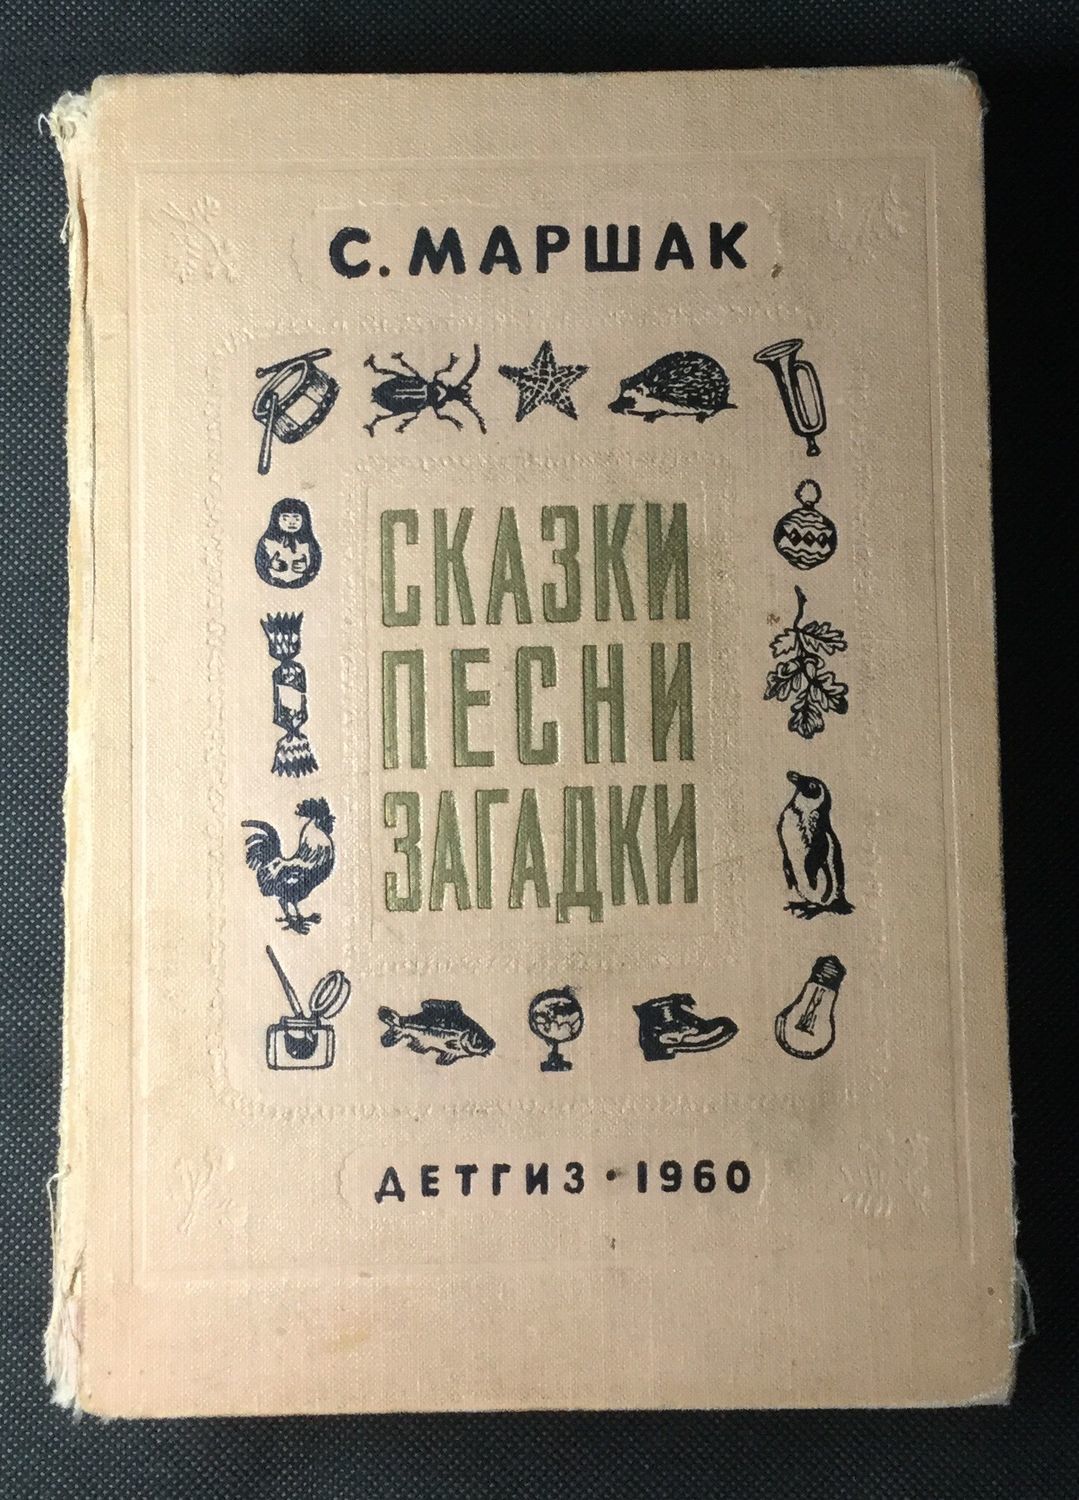 С. МАРШАК
СКАЗКИ
ПЕСНИ
ЗАГАДКИ
ДЕТГИЗ · 1960